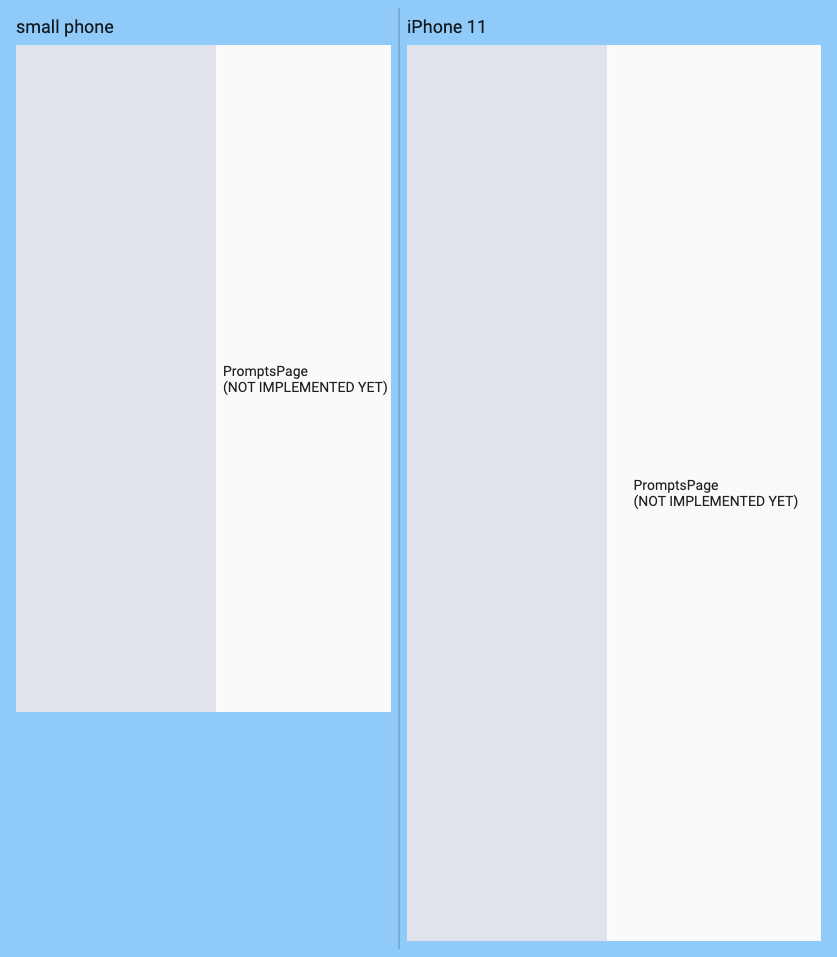 small phone
PromptsPage
(NOT IMPLEMENTED YET)
iPhone 11
PromptsPage
(NOT IMPLEMENTED YET)